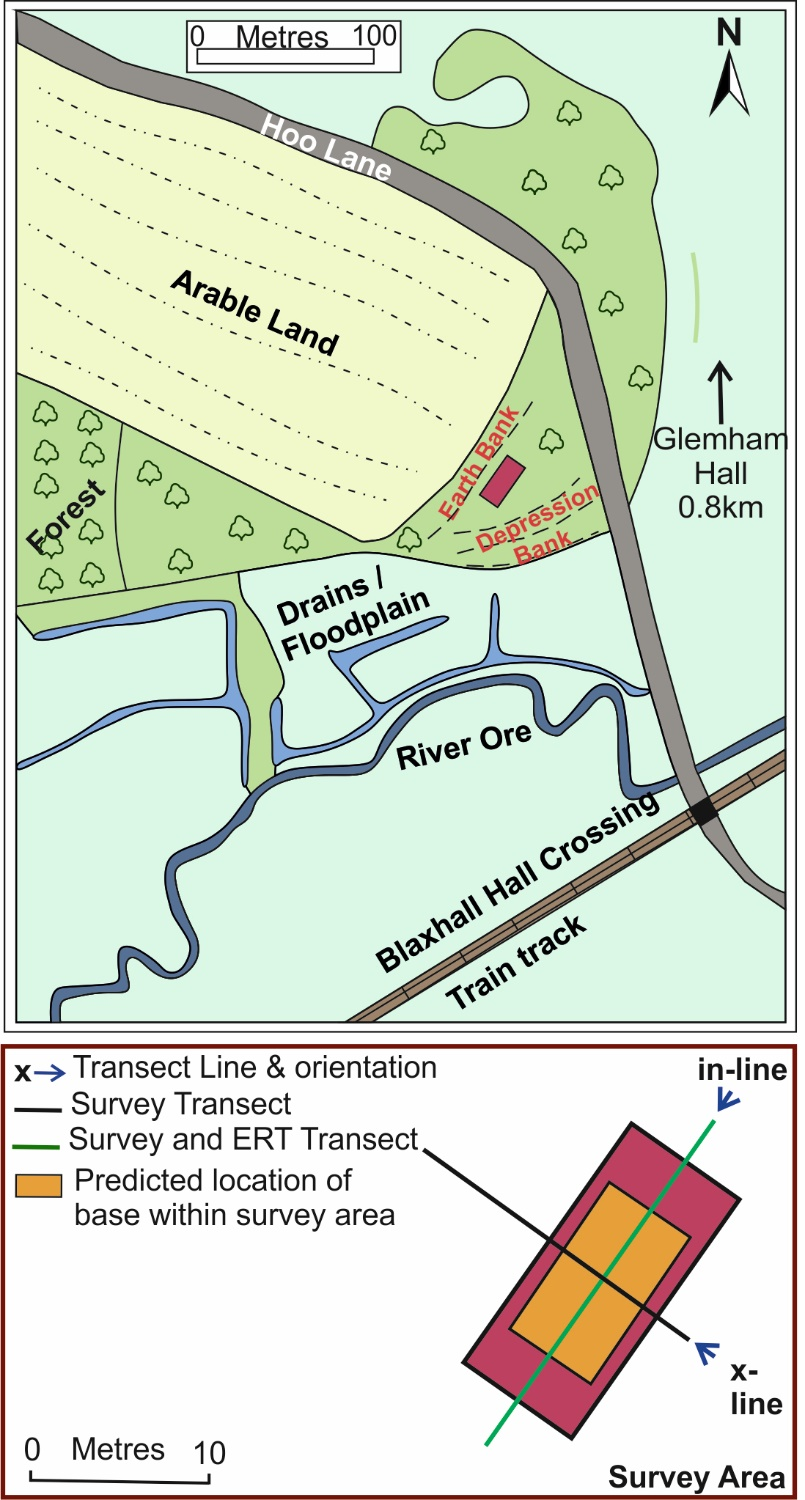 0 Metres 100
N
Hoo Lane
Arable Land
Glemham
Hall
0.8km
Earth Bank
Depression
Bank
Forest
Drains /
Floodplain
River Ore
Blaxhall Hall Crossing
Train track
x Transect Line & orientation
in-line
Survey Transect
Survey and ERT Transect
Predicted location of
base within survey area
x-
line
0 Metres 10
Survey Area